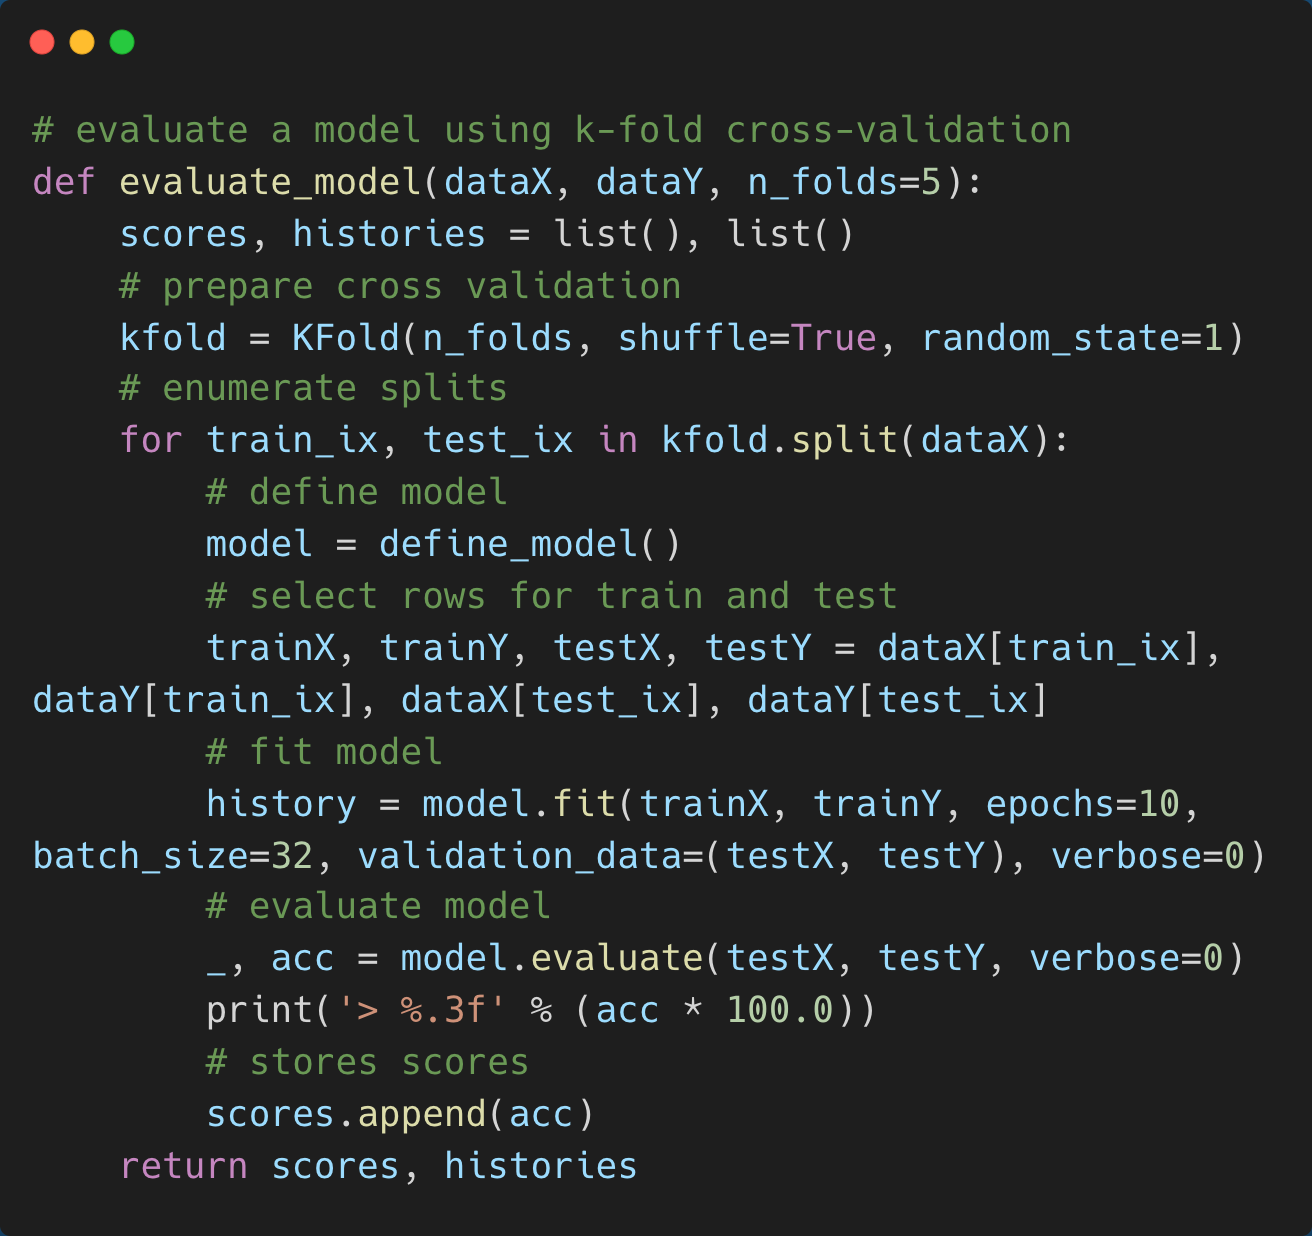 # evaluate a model using k-fold cross-validation
def evaluate_model(dataX, dataY, n_folds=5):
    scores, histories = list(), list()
    # prepare cross validation
    kfold = KFold(n_folds, shuffle=True, random_state=1)
    # enumerate splits
    for train_ix, test_ix in kfold.split(dataX):
        # define model
        model = define_model()
        # select rows for train and test
        trainX, trainY, testX, testY = dataX[train_ix],
dataY[train_ix], dataX[test_ix], dataY[test_ix]
        # fit model
        history = model.fit(trainX, trainY, epochs=10,
batch_size=32, validation_data=(testX, testY), verbose=0)
        # evaluate model
        _, acc = model.evaluate(testX, testY, verbose=0)
        print('> %.3f' % (acc * 100.0))
        # stores scores
        scores.append(acc)
    return scores, histories